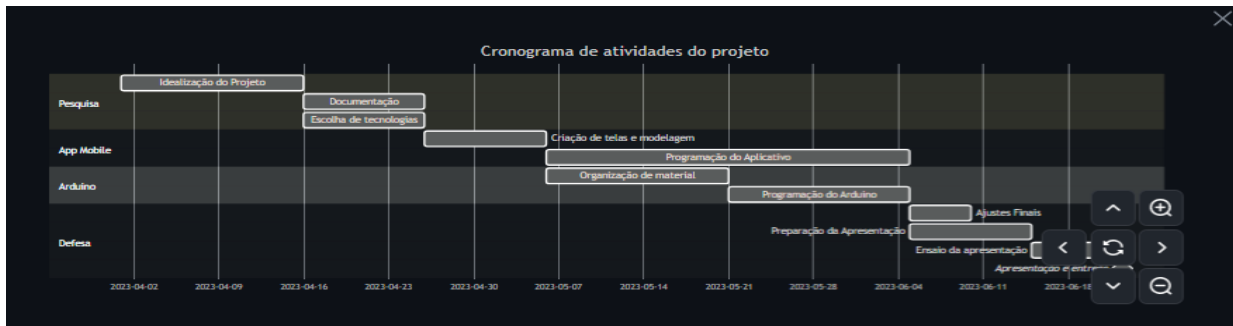 Cronograma de atividades do projeto
Idealização do Projeto
Pesquisa
Documentação
Escolha de tecnologias
App Mobile
Criação de telas e modelagem
Programação do Aplicativo
Arduino
Organização de material
Programação do Arduino
Defesa
Ajustes Finais
Preparação da Apresentação
Ensaio da apresentação
Apresentação e
2023-04-02 2023-04-09 2023-04-16 2023-04-23 2023-04-30 2023-05-07 2023-05-14 2023-05-21 2023-05-28 2023-06-04 2023-06-11 2023-06-18